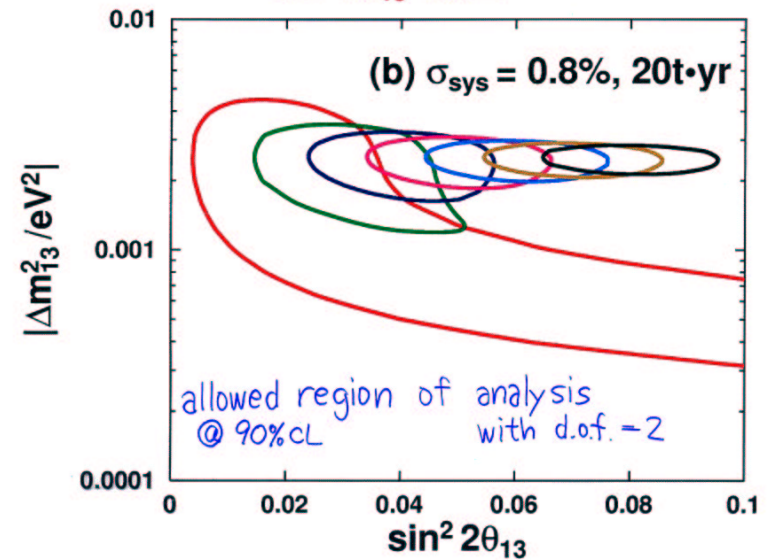 0.01
(b) σsys = 0.8%, 20t•yr
|Δm²13/eV²|
0.001
allowed region of analysis
@ 90% CL with d.o.f. = 2
0.0001
0 0.02 0.04 0.06 0.08 0.1
sin² 2θ13